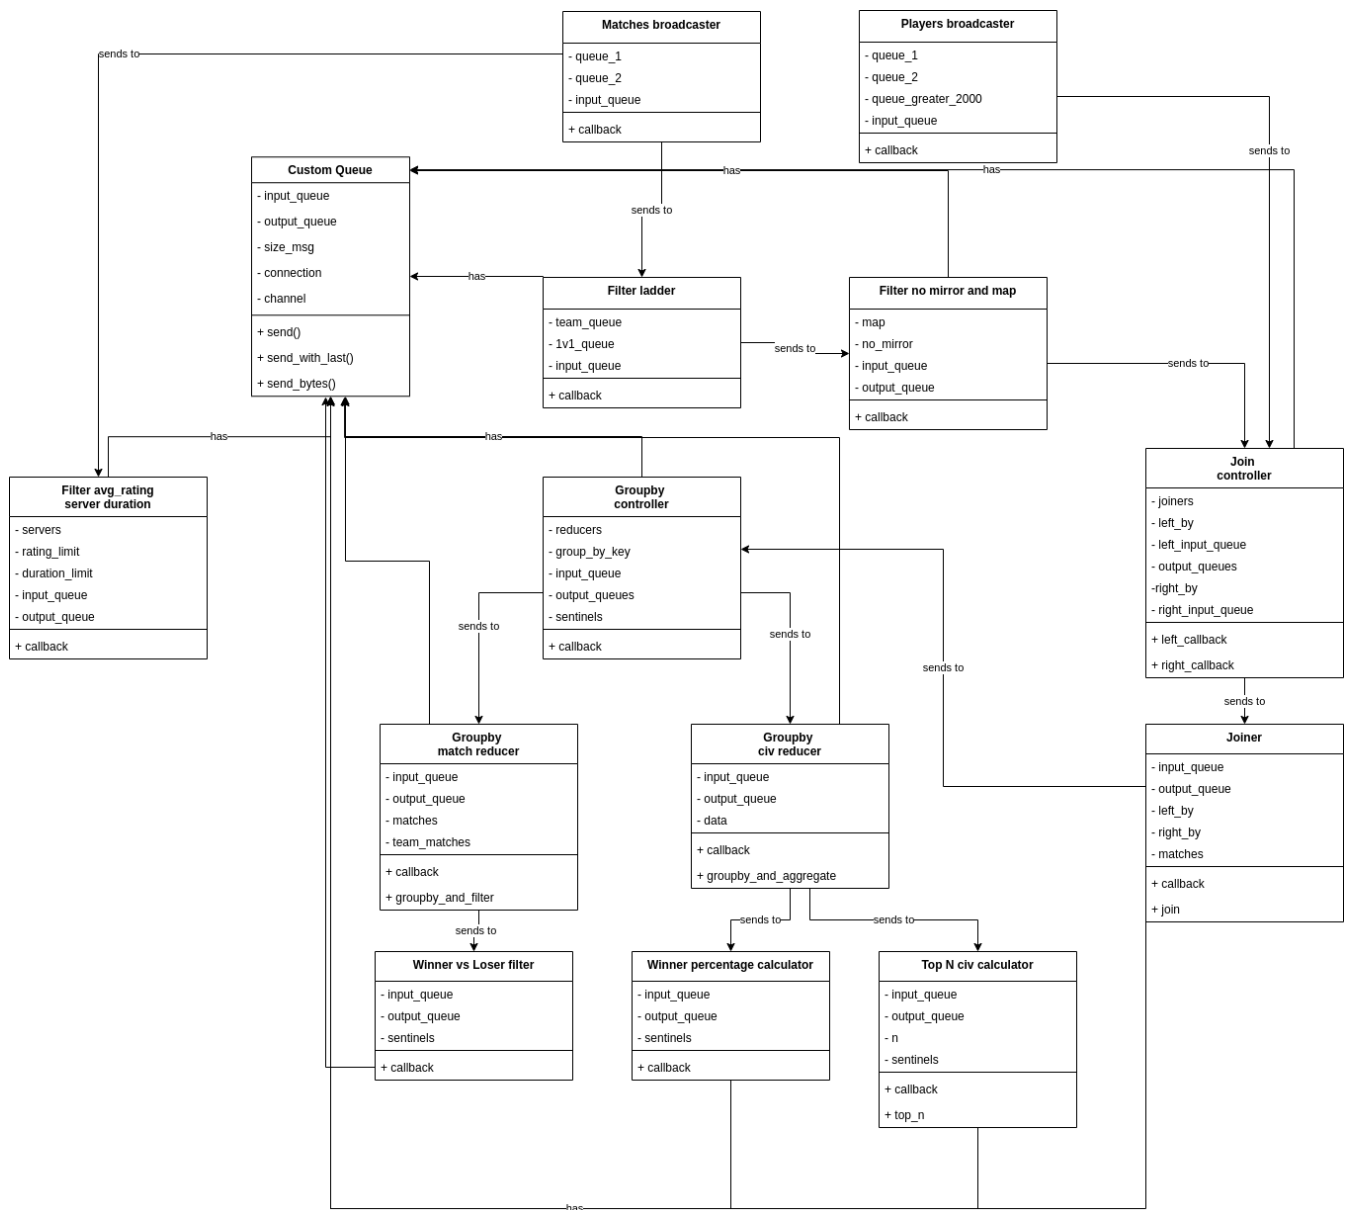 Matches broadcaster
- queue_1
- queue_2
- input_queue
+ callback
Players broadcaster
- queue_1
- queue_2
- queue_greater_2000
- input_queue
+ callback
sends to
sends to
sends to
has
has
Custom Queue
- input_queue
- output_queue
- size_msg
- connection
- channel
+ send()
+ send_with_last()
+ send_bytes()
has
Filter ladder
- team_queue
- 1v1_queue
- input_queue
+ callback
sends to
Filter no mirror and map
- map
- no_mirror
- input_queue
- output_queue
+ callback
sends to
has
has
Filter avg_rating
server duration
- servers
- rating_limit
- duration_limit
- input_queue
- output_queue
+ callback
Groupby
controller
- reducers
- group_by_key
- input_queue
- output_queues
- sentinels
+ callback
Join
controller
- joiners
- left_by
- left_input_queue
- output_queues
-right_by
- right_input_queue
+ left_callback
+ right_callback
sends to
sends to
sends to
sends to
Groupby
match reducer
- input_queue
- output_queue
- matches
- team_matches
+ callback
+ groupby_and_filter
Groupby
civ reducer
- input_queue
- output_queue
- data
+ callback
+ groupby_and_aggregate
Joiner
- input_queue
- output_queue
- left_by
- right_by
- matches
+ callback
+ join
sends to
sends to
sends to
Winner vs Loser filter
- input_queue
- output_queue
- sentinels
+ callback
Winner percentage calculator
- input_queue
- output_queue
- sentinels
+ callback
Top N civ calculator
- input_queue
- output_queue
- n
- sentinels
+ callback
+ top_n
has